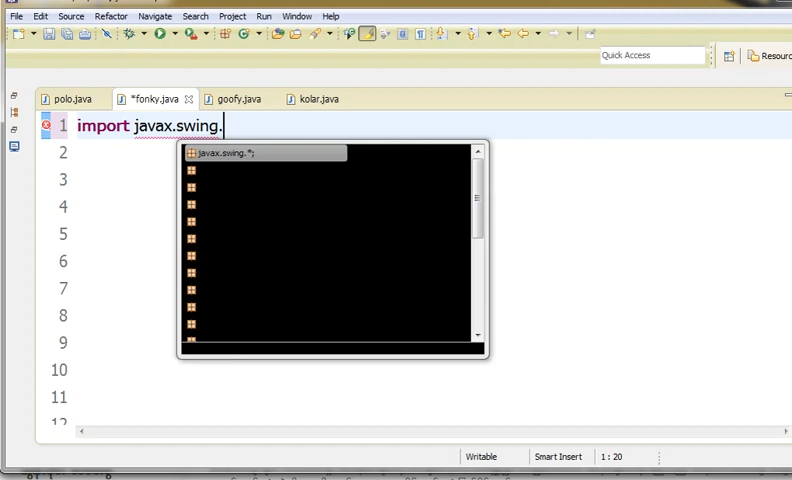 File Edit Source Refactor Navigate Search Project Run Window Help
Quick Access
Resourc
polo.java *fonky.java goofy.java kolar.java
1 import javax.swing.
javax.swing.*;
2
3
4
5
6
7
8
9
10
11
12
Writable Smart Insert 1 : 20